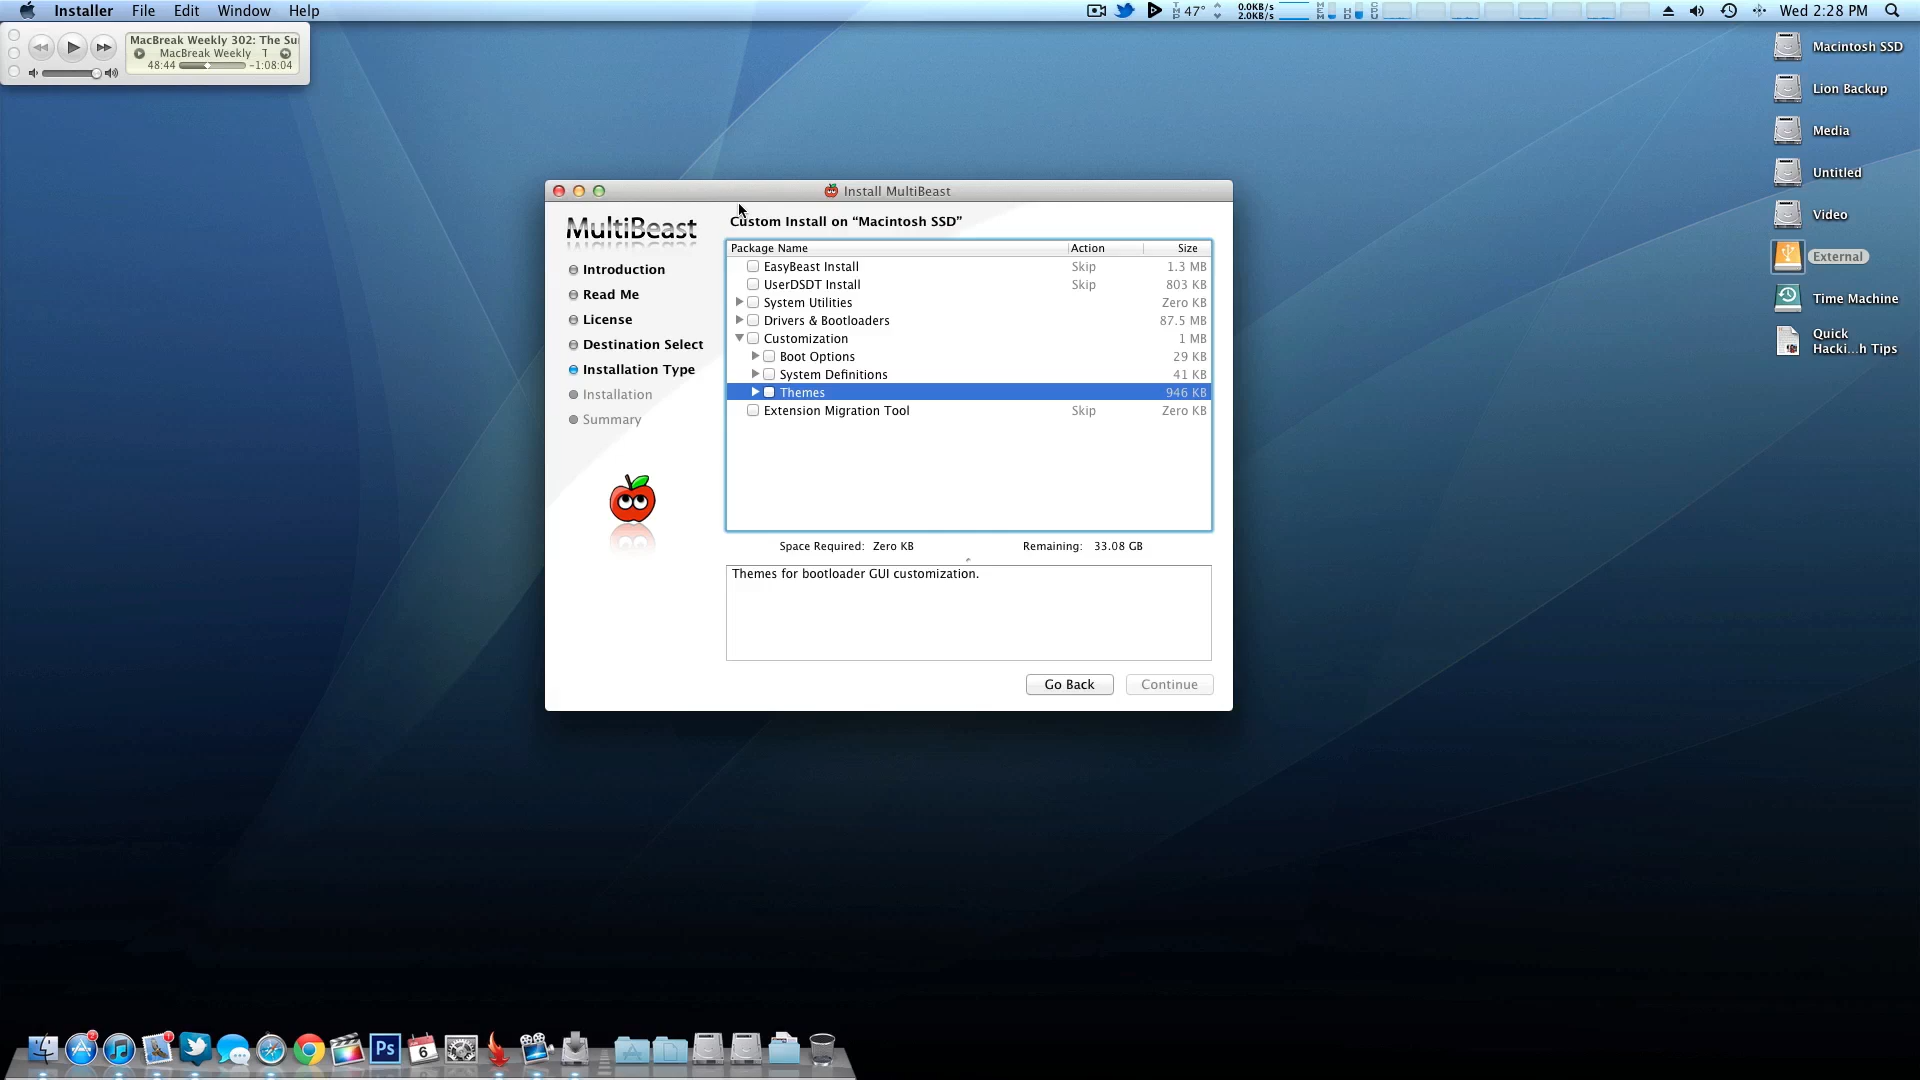 Installer File Edit Window Help
47° 0.0KB/s Wed 2:28 PM
2.0KB/s
MacBreak Weekly 302: The Su
MacBreak Weekly T
48:44 -1:08:04
Macintosh SSD
Lion Backup
Media
Untitled
Video
External
Time Machine
Quick
Hacki...h Tips
Install MultiBeast
MultiBeast
Introduction
Read Me
License
Destination Select
Installation Type
Installation
Summary
Custom Install on “Macintosh SSD”
Package Name Action Size
EasyBeast Install Skip 1.3 MB
UserDSDT Install Skip 803 KB
System Utilities Zero KB
Drivers & Bootloaders 87.5 MB
Customization 1 MB
Boot Options 29 KB
System Definitions 41 KB
Themes 946 KB
Extension Migration Tool Skip Zero KB
Space Required: Zero KB Remaining: 33.08 GB
Themes for bootloader GUI customization.
Go Back Continue
Ps
6